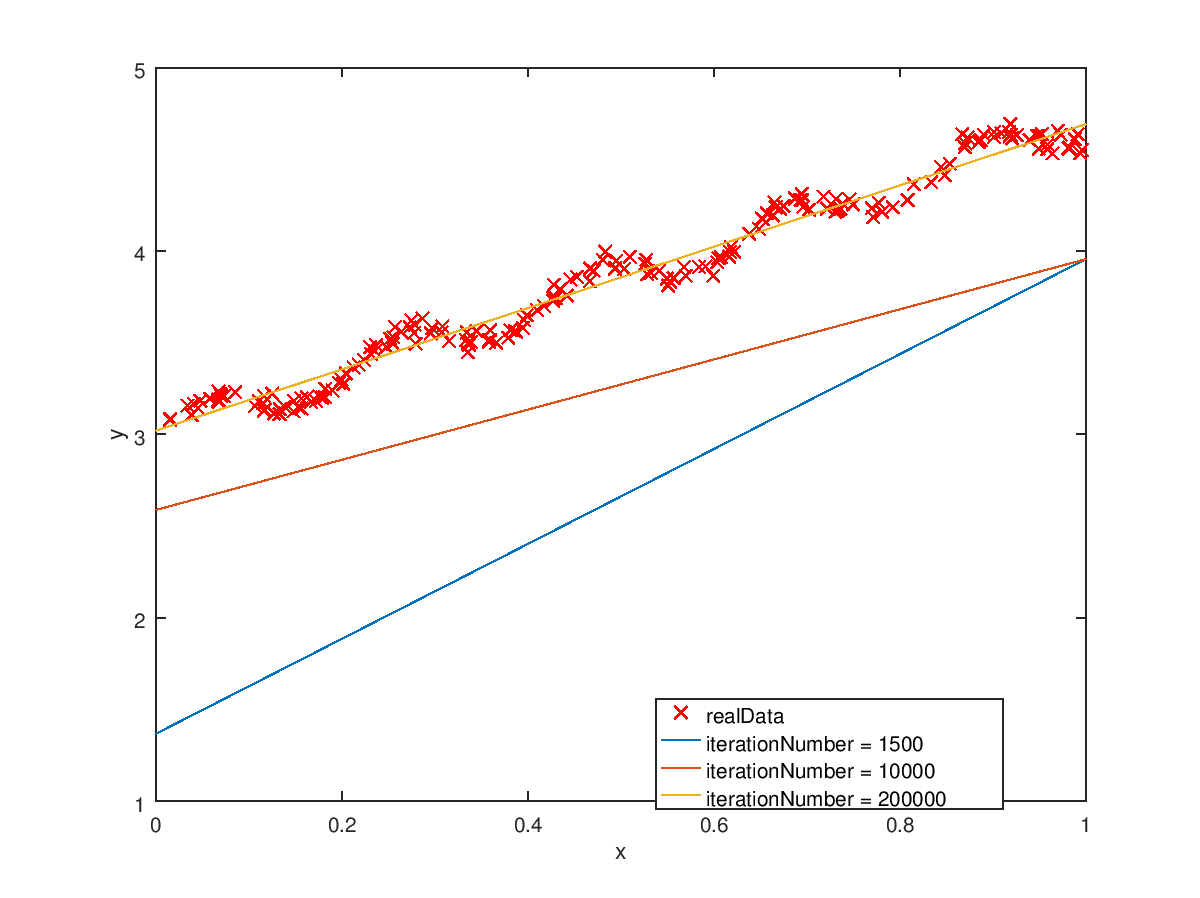 5
4
3
2
1
y
0
0.2
0.4
0.6
0.8
1
x
realData
iterationNumber = 1500
iterationNumber = 10000
iterationNumber = 200000